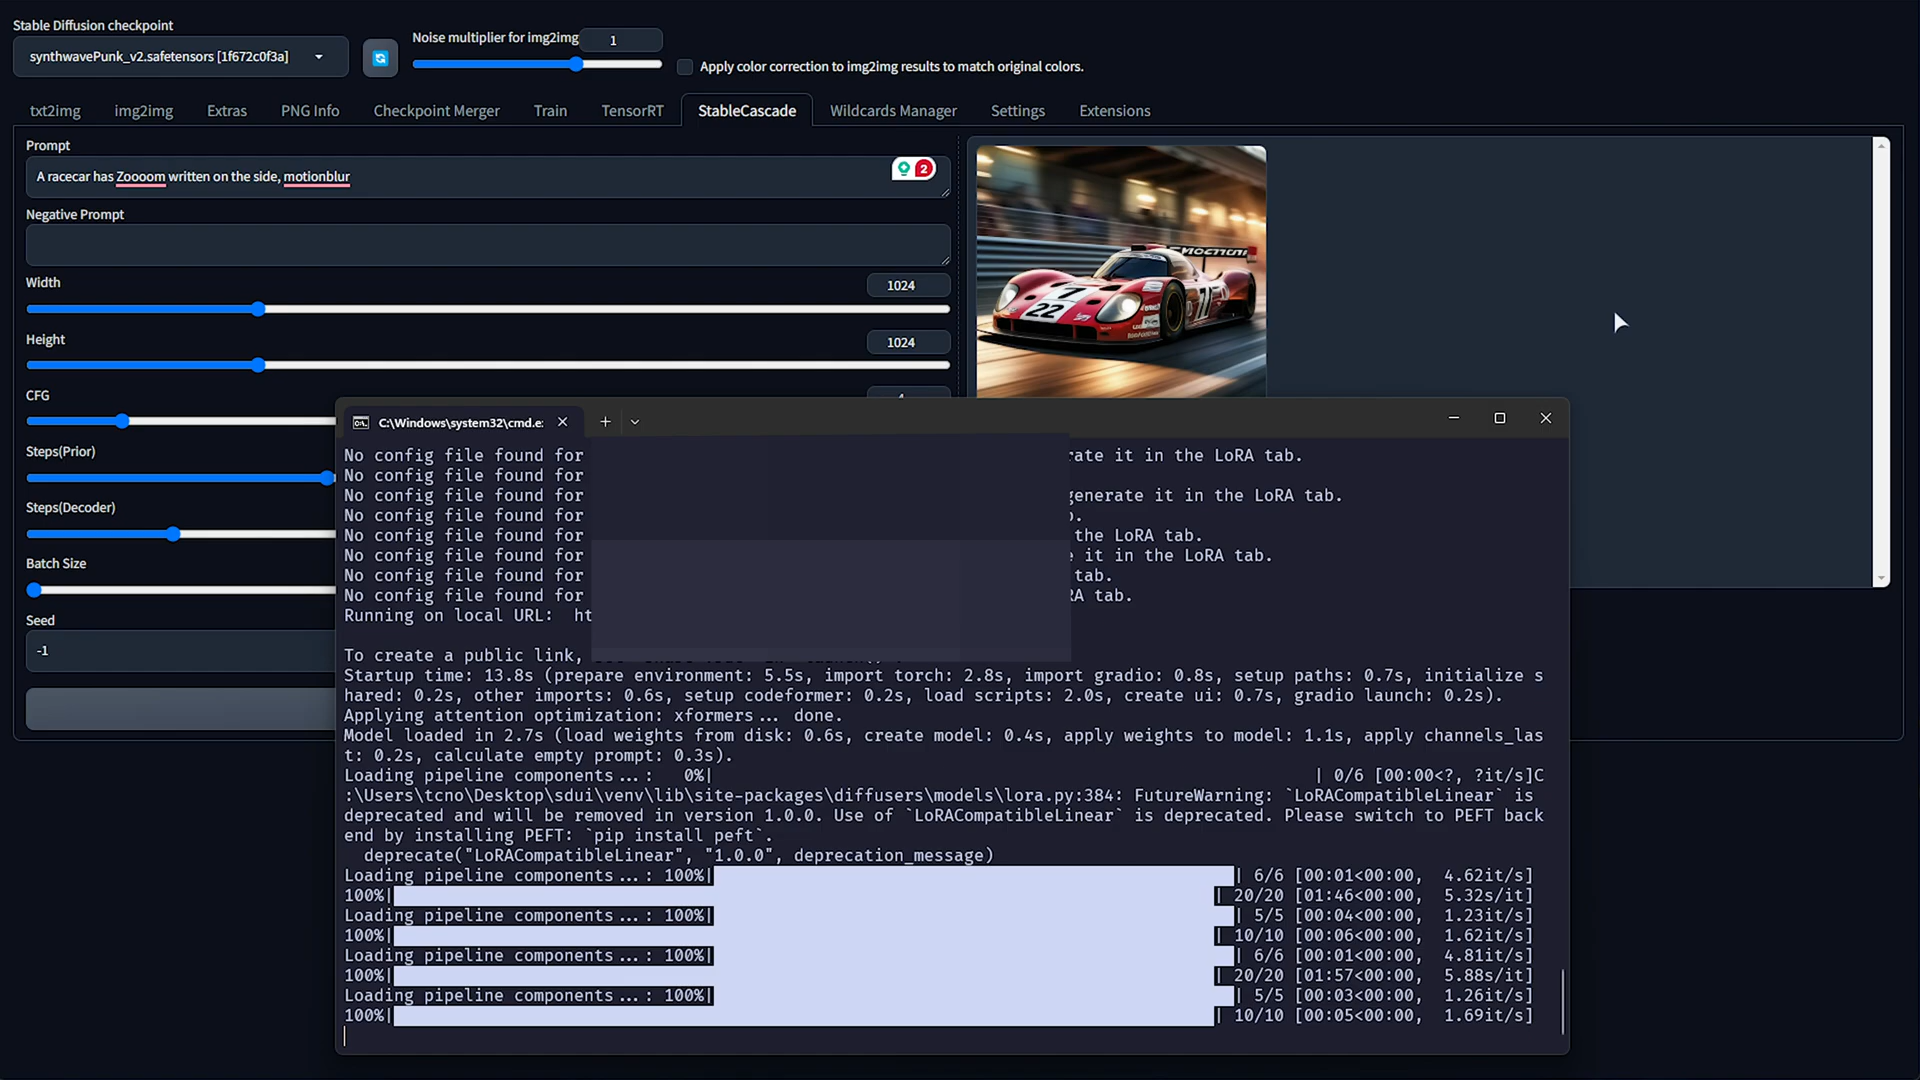 Stable Diffusion checkpoint
synthwavePunk_v2.safetensors [1f672c0f3a]
Noise multiplier for img2img
1
Apply color correction to img2img results to match original colors.
txt2img
img2img
Extras
PNG Info
Checkpoint Merger
Train
TensorRT
StableCascade
Wildcards Manager
Settings
Extensions
Prompt
A racecar has Zoooom written on the side, motionblur
2
Negative Prompt
Width
1024
Height
1024
CFG
Steps(Prior)
Steps(Decoder)
Batch Size
Seed
-1
7
22
71
C:\Windows\system32\cmd.e
No config file found for rate it in the LoRA tab.
No config file found for
No config file found for generate it in the LoRA tab.
No config file found for
No config file found for the LoRA tab.
No config file found for it in the LoRA tab.
No config file found for tab.
No config file found for tab.
Running on local URL: ht
To create a public link,
Startup time: 13.8s (prepare environment: 5.5s, import torch: 2.8s, import gradio: 0.8s, setup paths: 0.7s, initialize s
hared: 0.2s, other imports: 0.6s, setup codeformer: 0.2s, load scripts: 2.0s, create ui: 0.7s, gradio launch: 0.2s).
Applying attention optimization: xformers... done.
Model loaded in 2.7s (load weights from disk: 0.6s, create model: 0.4s, apply weights to model: 1.1s, apply channels_las
t: 0.2s, calculate empty prompt: 0.3s).
Loading pipeline components...:   0%| | 0/6 [00:00<?, ?it/s]C
:\Users\tcno\Desktop\sdui\venv\lib\site-packages\diffusers\models\lora.py:384: FutureWarning: `LoRACompatibleLinear` is
deprecated and will be removed in version 1.0.0. Use of `LoRACompatibleLinear` is deprecated. Please switch to PEFT back
end by installing PEFT: `pip install peft`.
deprecate("LoRACompatibleLinear", "1.0.0", deprecation_message)
Loading pipeline components...: 100%| | 6/6 [00:01<00:00,  4.62it/s]
100%| | 20/20 [01:46<00:00,  5.32s/it]
Loading pipeline components...: 100%| | 5/5 [00:04<00:00,  1.23it/s]
100%| | 10/10 [00:06<00:00,  1.62it/s]
Loading pipeline components...: 100%| | 6/6 [00:01<00:00,  4.81it/s]
100%| | 20/20 [01:57<00:00,  5.88s/it]
Loading pipeline components...: 100%| | 5/5 [00:03<00:00,  1.26it/s]
100%| | 10/10 [00:05<00:00,  1.69it/s]